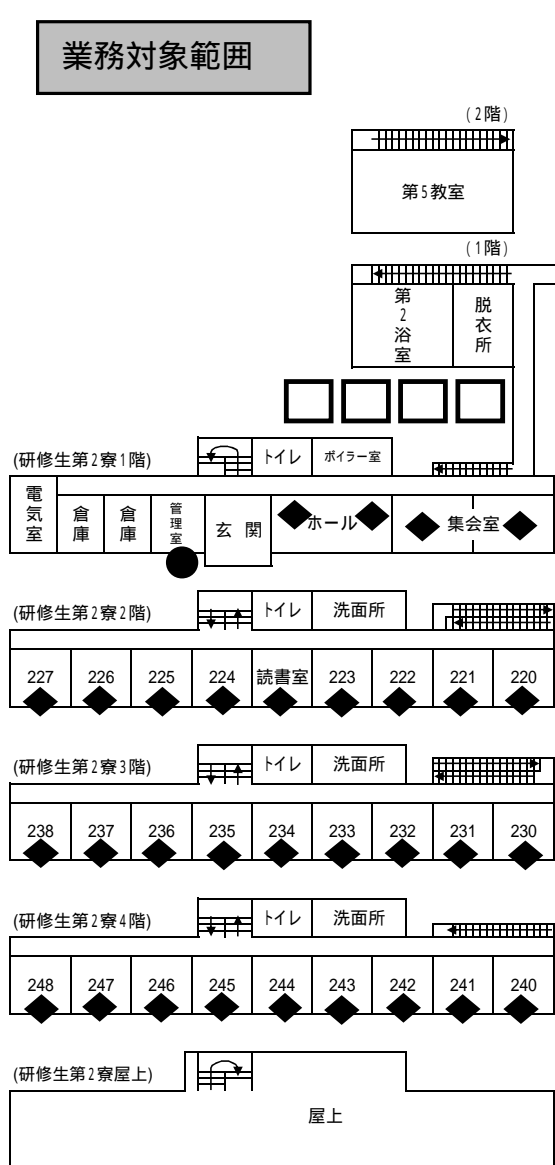 業務対象範囲
(2階)
第5教室
(1階)
第2浴室
脱衣所
(研修生第2寮1階)
トイレ
ボイラー室
電気室
倉庫
倉庫
管理室
玄 関
ホール
集会室
(研修生第2寮2階)
トイレ
洗面所
227 226 225 224 読書室 223 222 221 220
(研修生第2寮3階)
トイレ
洗面所
238 237 236 235 234 233 232 231 230
(研修生第2寮4階)
トイレ
洗面所
248 247 246 245 244 243 242 241 240
(研修生第2寮屋上)
屋上